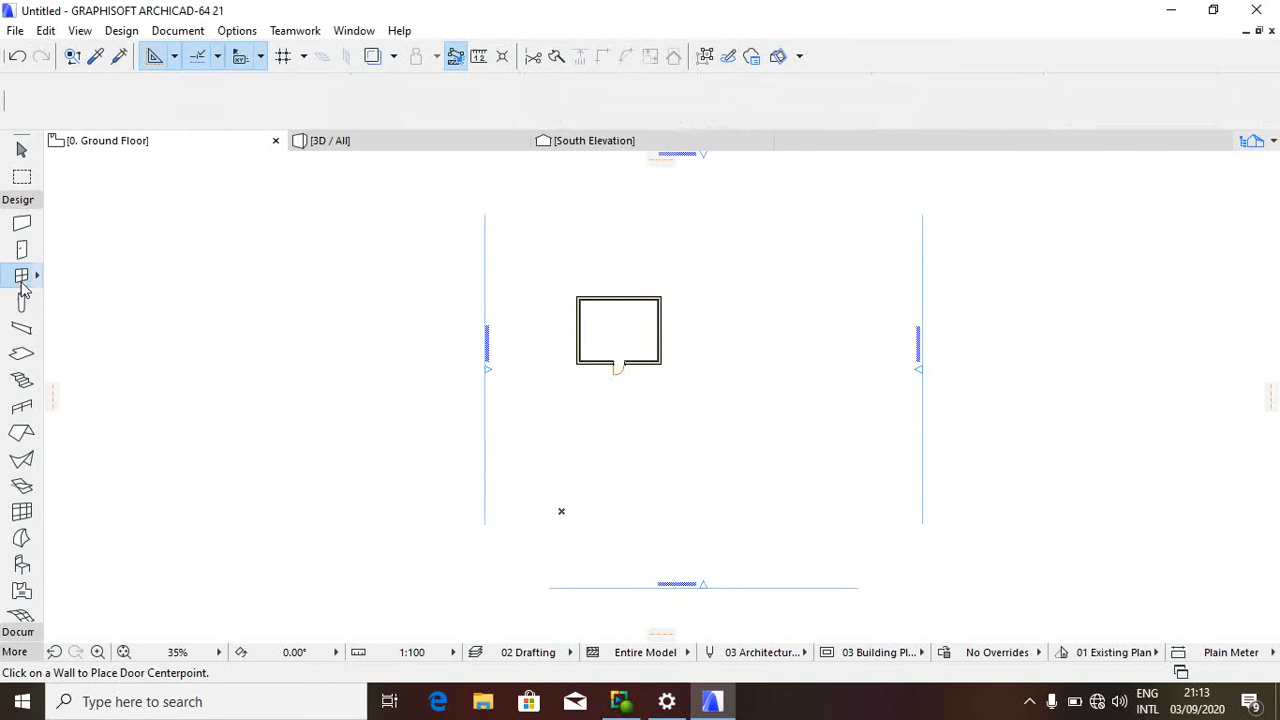 Untitled - GRAPHISOFT ARCHICAD-64 21
File Edit View Design Document Options Teamwork Window Help
[0. Ground Floor] [3D / All] [South Elevation]
Design
Docum
More 35% 0.00° 1:100 02 Drafting Entire Model 03 Architectur... 03 Building Pl... No Overrides 01 Existing Plan Plain Meter
Click on a Wall to Place Door Centerpoint.
Type here to search
ENG
INTL
21:13
03/09/2020
9